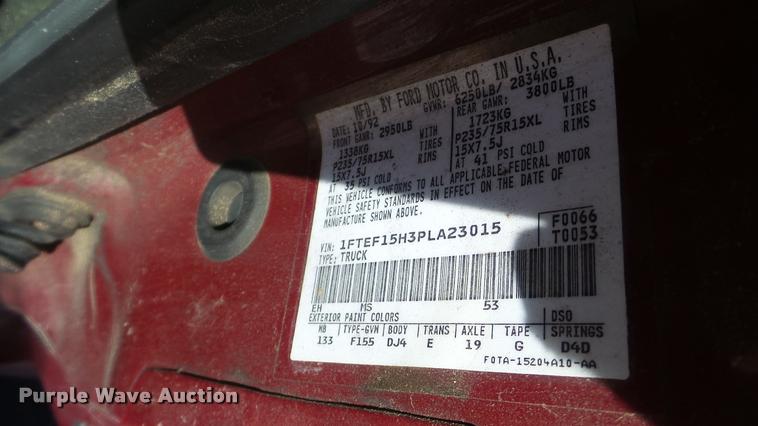 MFD. BY FORD MOTOR CO. IN U.S.A.
DATE: 10/92 GVWR: 6250LB/ 2834KG
FRONT GAWR: 2950LB REAR GAWR: 3800LB
1338KG WITH 1723KG WITH
P235/75R15XL TIRES P235/75R15XL TIRES
15X7.5J RIMS 15X7.5J RIMS
AT 35 PSI COLD AT 41 PSI COLD
THIS VEHICLE CONFORMS TO ALL APPLICABLE FEDERAL MOTOR
VEHICLE SAFETY STANDARDS IN EFFECT ON THE DATE OF
MANUFACTURE SHOWN ABOVE.
VIN: 1FTEF15H3PLA23015 F0066
TYPE: TRUCK T0053
EH MS 53
EXTERIOR PAINT COLORS DSO
WB TYPE-GVW BODY TRANS AXLE TAPE SPRINGS
133 F155 DJ4 E 19 G D4D
F0TA-15204A10-AA
Purple Wave Auction